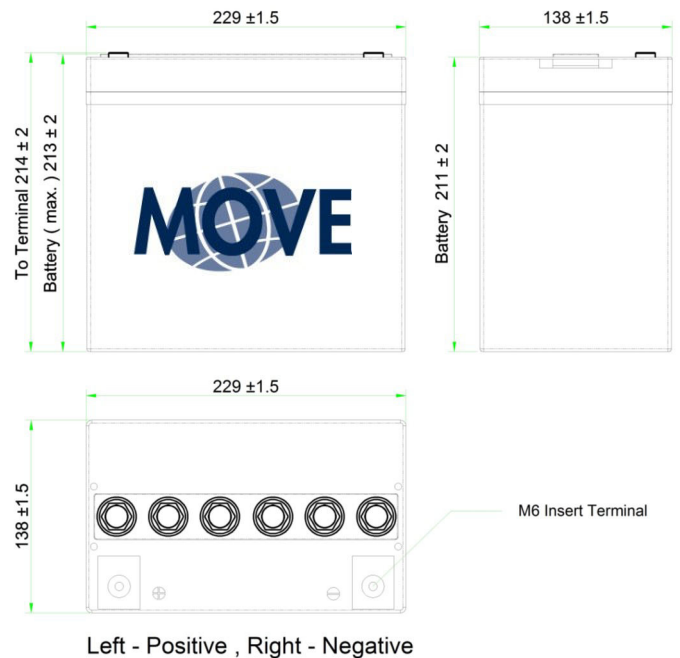 229 ±1.5
138 ±1.5
To Terminal 214 ± 2
Battery ( max. ) 213 ± 2
MOVE
Battery 211 ± 2
229 ±1.5
138 ±1.5
M6 Insert Terminal
Left - Positive , Right - Negative